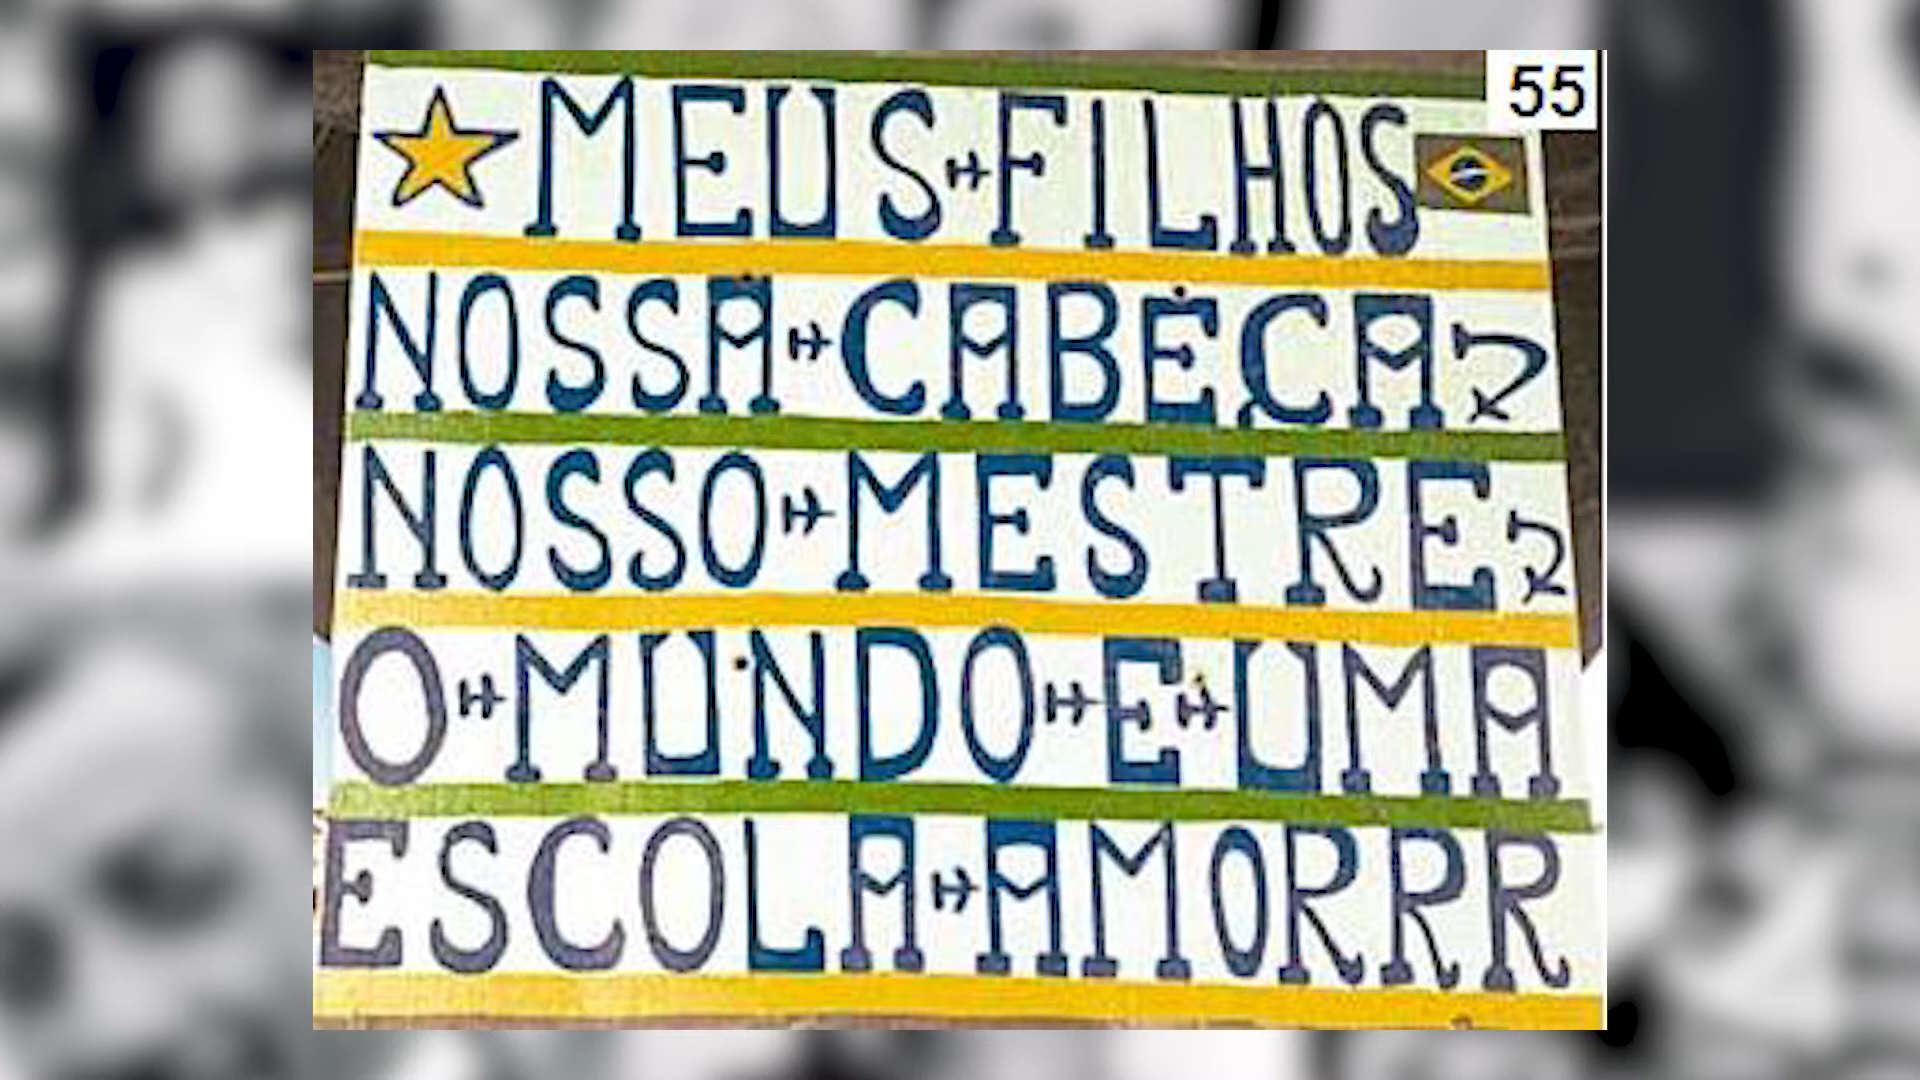 55
MEUS FILHOS
NOSSA CABEÇA
NOSSO MESTRE
O MUNDO E UMA
ESCOLA AMORRR